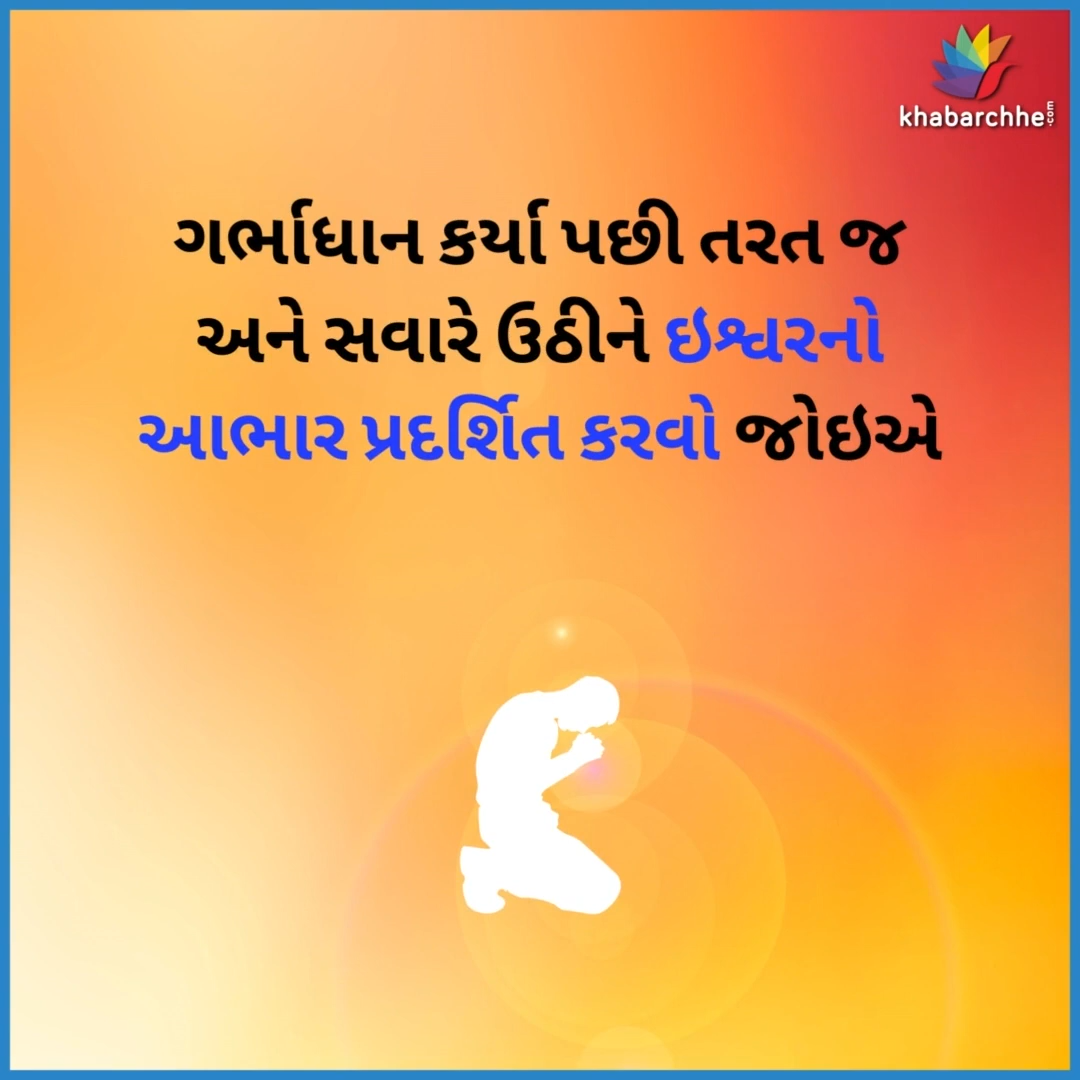 khabarchhe.com
ગર્ભાધાન કર્યા પછી તરત જ
અને સવારે ઉઠીને ઇશ્વરનો
આભાર પ્રદર્શિત કરવો જોઇએ